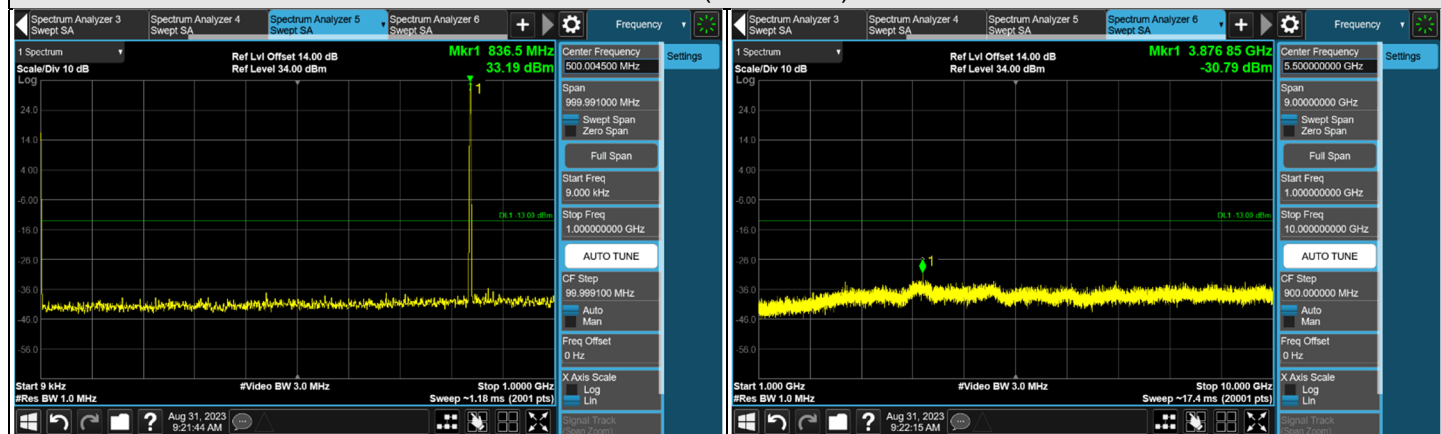 Spectrum Analyzer 3
Swept SA
Spectrum Analyzer 4
Swept SA
Spectrum Analyzer 5
Swept SA
Spectrum Analyzer 6
Swept SA
+
Frequency
1 Spectrum
Scale/Div 10 dB
Log
Ref Lvl Offset 14.00 dB
Ref Level 34.00 dBm
Mkr1 836.5 MHz
33.19 dBm
1
24.0
14.0
4.00
-6.00
-16.0
-26.0
-36.0
-46.0
-56.0
DL1 -13.00 dBm
Start 9 kHz
#Res BW 1.0 MHz
#Video BW 3.0 MHz
Stop 1.0000 GHz
Sweep ~1.18 ms (2001 pts)
Center Frequency
500.004500 MHz
Span
999.991000 MHz
Swept Span
Zero Span
Full Span
Start Freq
9.000 kHz
Stop Freq
1.000000000 GHz
AUTO TUNE
CF Step
99.999100 MHz
Auto
Man
Freq Offset
0 Hz
X Axis Scale
Log
Lin
Signal Track
(Span Zoom)
Settings
?
Aug 31, 2023
9:21:44 AM
Spectrum Analyzer 3
Swept SA
Spectrum Analyzer 4
Swept SA
Spectrum Analyzer 5
Swept SA
Spectrum Analyzer 6
Swept SA
+
Frequency
1 Spectrum
Scale/Div 10 dB
Log
Ref Lvl Offset 14.00 dB
Ref Level 34.00 dBm
Mkr1 3.876 85 GHz
-30.79 dBm
1
24.0
14.0
4.00
-6.00
-16.0
-26.0
-36.0
-46.0
-56.0
DL1 -13.00 dBm
Start 1.000 GHz
#Res BW 1.0 MHz
#Video BW 3.0 MHz
Stop 10.000 GHz
Sweep ~17.4 ms (20001 pts)
Center Frequency
5.500000000 GHz
Span
9.00000000 GHz
Swept Span
Zero Span
Full Span
Start Freq
1.000000000 GHz
Stop Freq
10.000000000 GHz
AUTO TUNE
CF Step
900.000000 MHz
Auto
Man
Freq Offset
0 Hz
X Axis Scale
Log
Lin
Signal Track
(Span Zoom)
Settings
?
Aug 31, 2023
9:22:15 AM